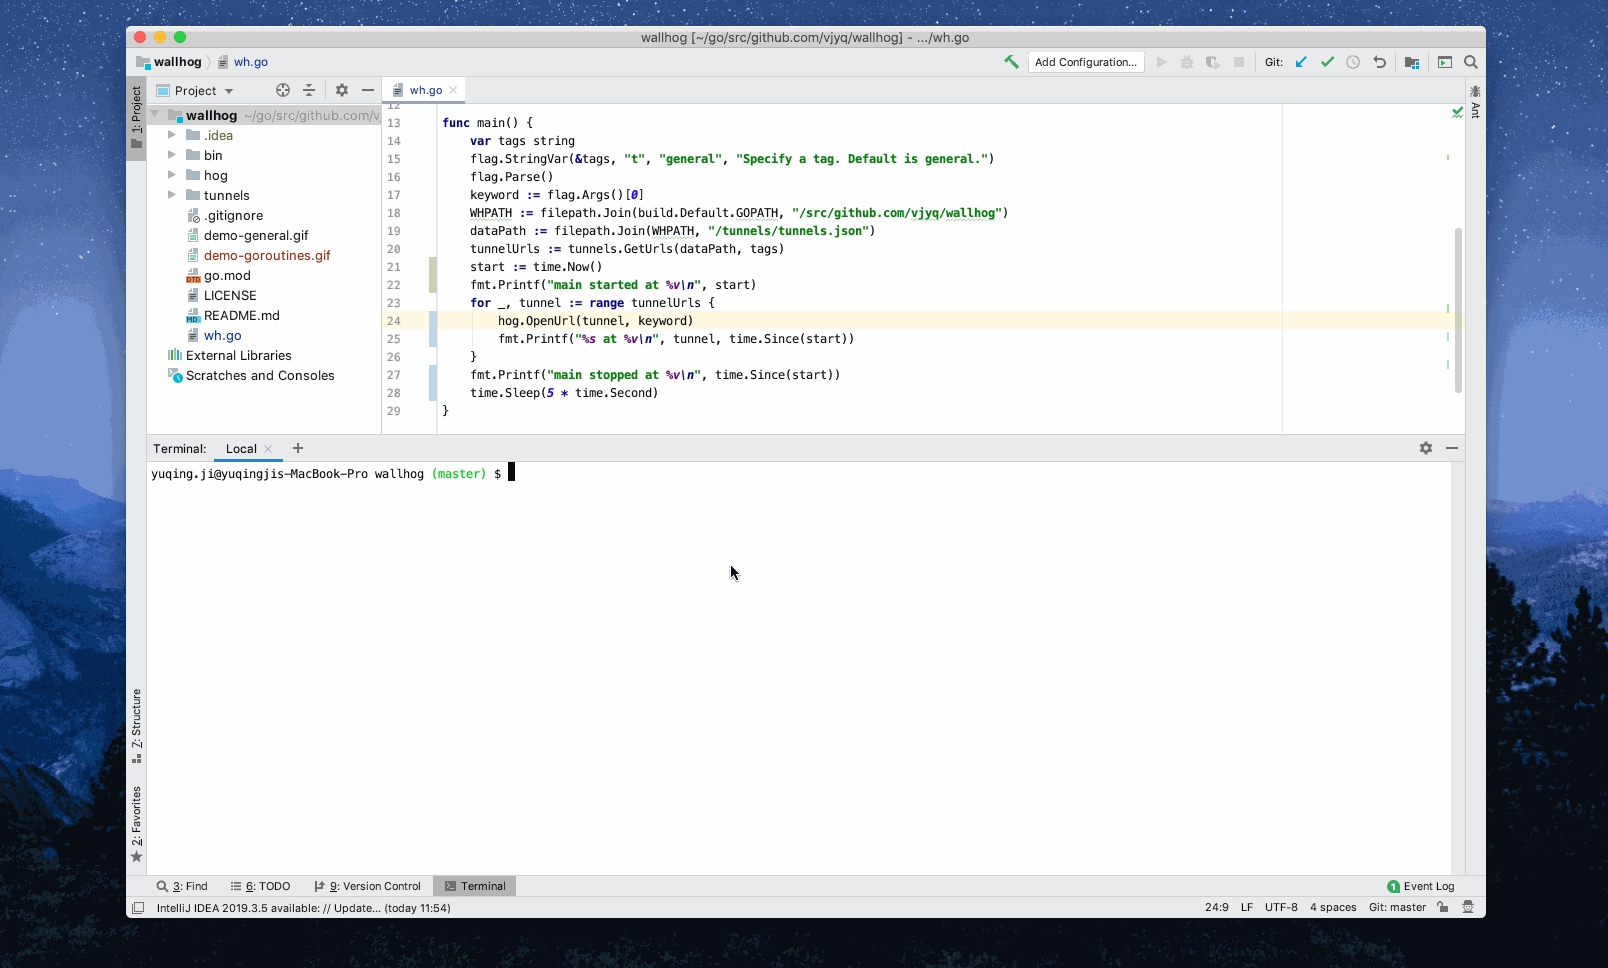 wallhog [~/go/src/github.com/vjyq/wallhog] - .../wh.go
wallhog
wh.go
Add Configuration...
Git:
1: Project
Project
wh.go
Ant
wallhog ~/go/src/github.com/v
.idea
bin
hog
tunnels
.gitignore
demo-general.gif
demo-goroutines.gif
go.mod
LICENSE
README.md
wh.go
External Libraries
Scratches and Consoles
12
13 func main() {
14 var tags string
15 flag.StringVar(&tags, "t", "general", "Specify a tag. Default is general.")
16 flag.Parse()
17 keyword := flag.Args()[0]
18 WHPATH := filepath.Join(build.Default.GOPATH, "/src/github.com/vjyq/wallhog")
19 dataPath := filepath.Join(WHPATH, "/tunnels/tunnels.json")
20 tunnelUrls := tunnels.GetUrls(dataPath, tags)
21 start := time.Now()
22 fmt.Printf("main started at %v\n", start)
23 for _, tunnel := range tunnelUrls {
24 hog.OpenUrl(tunnel, keyword)
25 fmt.Printf("%s at %v\n", tunnel, time.Since(start))
26 }
27 fmt.Printf("main stopped at %v\n", time.Since(start))
28 time.Sleep(5 * time.Second)
29 }
Terminal: Local
yuqing.ji@yuqingjis-MacBook-Pro wallhog (master) $
Z: Structure
2: Favorites
3: Find
6: TODO
9: Version Control
Terminal
1 Event Log
IntelliJ IDEA 2019.3.5 available: // Update... (today 11:54)
24:9 LF UTF-8 4 spaces Git: master